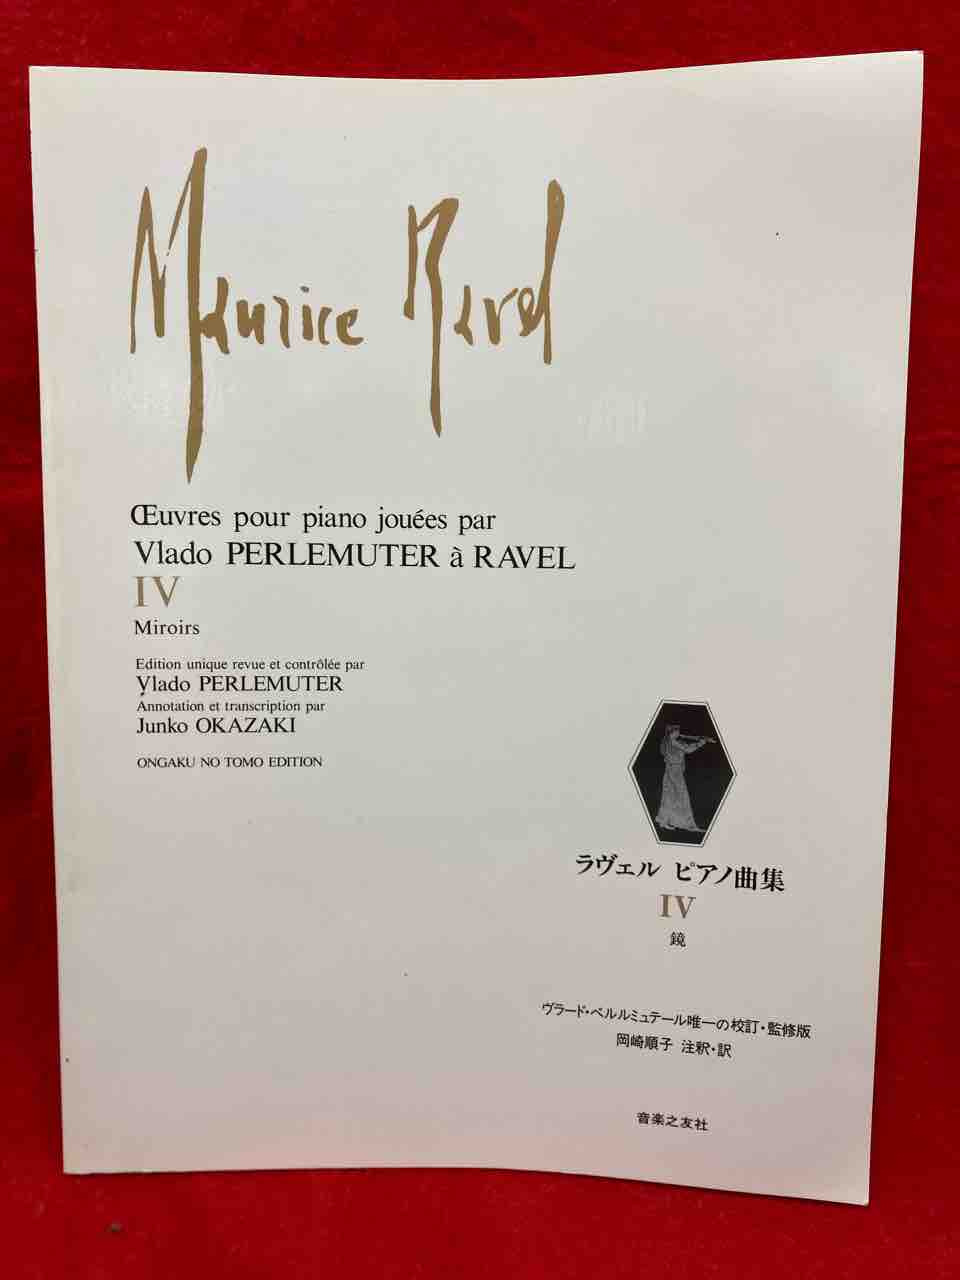 Maurice Ravel
Œuvres pour piano jouées par
Vlado PERLEMUTER à RAVEL
IV
Miroirs
Edition unique revue et contrôlée par
Vlado PERLEMUTER
Annotation et transcription par
Junko OKAZAKI
ONGAKU NO TOMO EDITION
ラヴェル ピアノ曲集
IV
鏡
ヴラード・ペルルミュテール唯一の校訂・監修版
岡崎順子 注釈・訳
音楽之友社